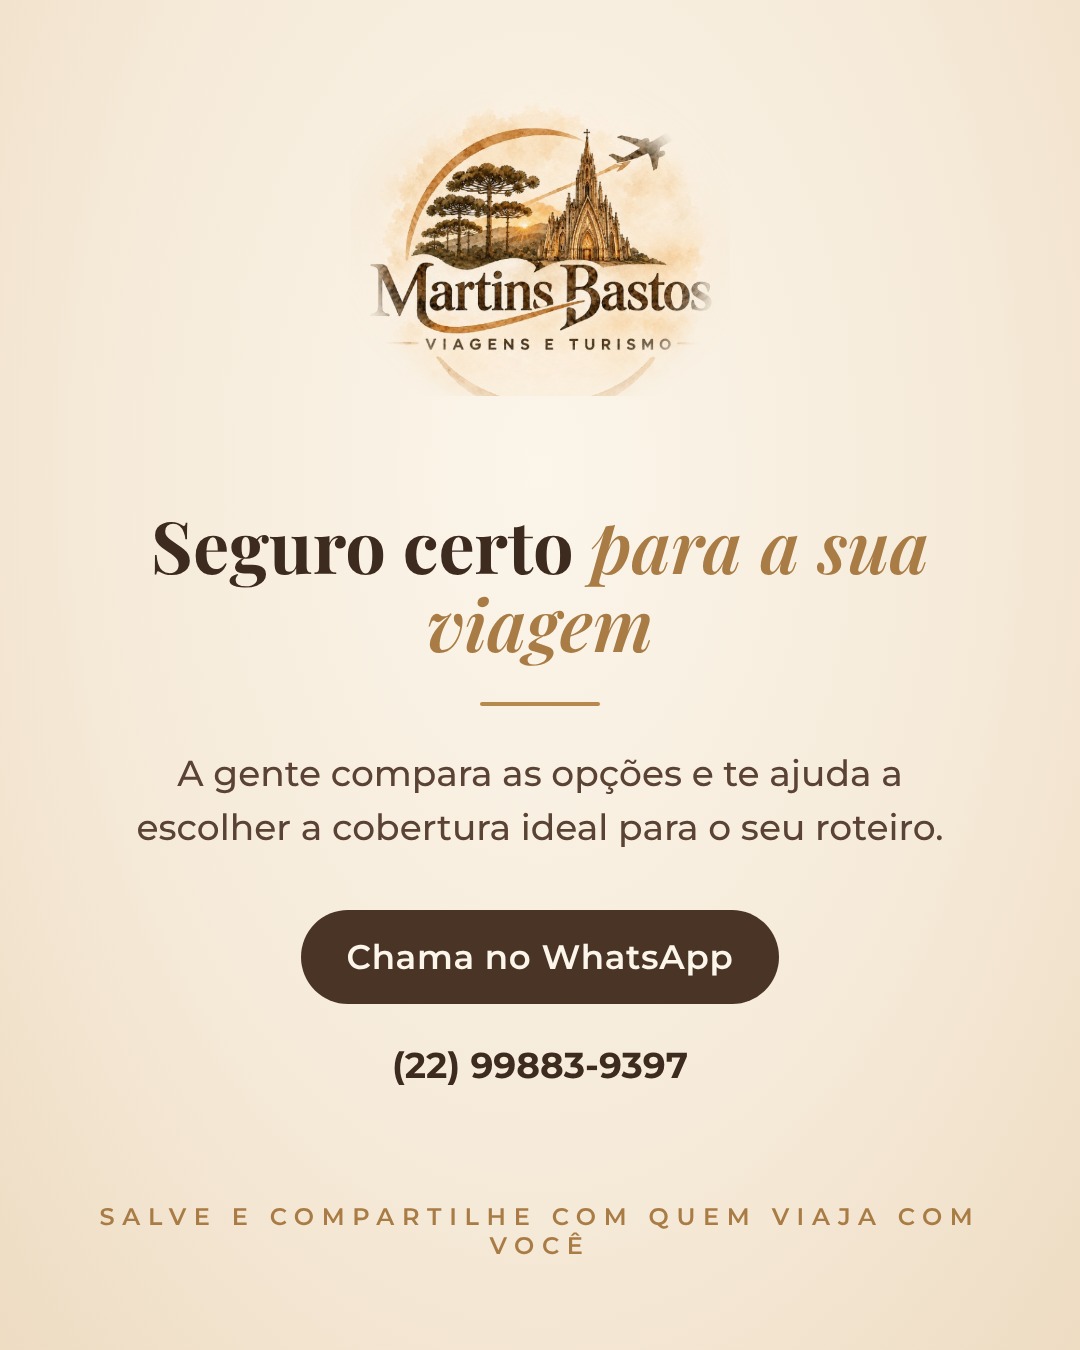 Martins Bastos
VIAGENS E TURISMO
Seguro certo para a sua
viagem
A gente compara as opções e te ajuda a
escolher a cobertura ideal para o seu roteiro.
Chama no WhatsApp
(22) 99883-9397
SALVE E COMPARTILHE COM QUEM VIAJA COM
VOCÊ